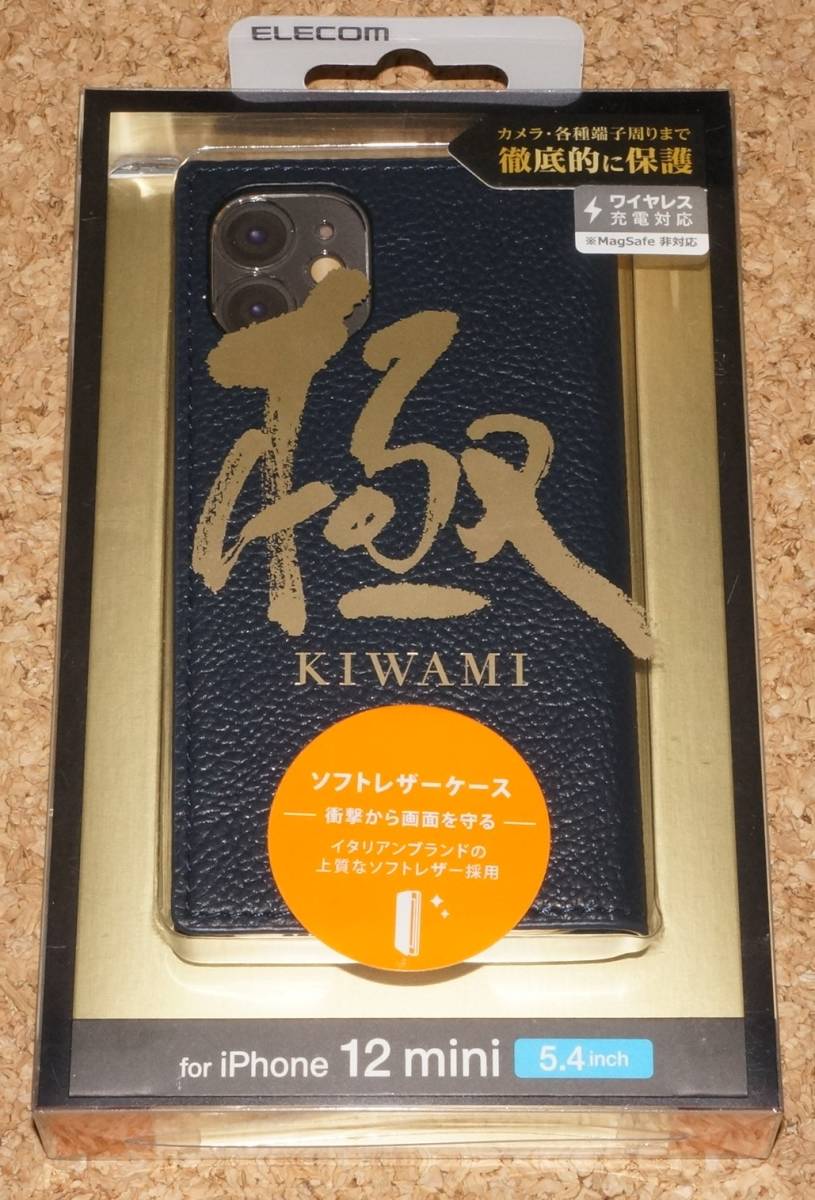 ELECOM
カメラ・各種端子周りまで
徹底的に保護
ワイヤレス
充電対応
※MagSafe 非対応
極
KIWAMI
ソフトレザーケース
衝撃から画面を守る
イタリアンブランドの
上質なソフトレザー採用
for iPhone 12 mini 5.4 inch